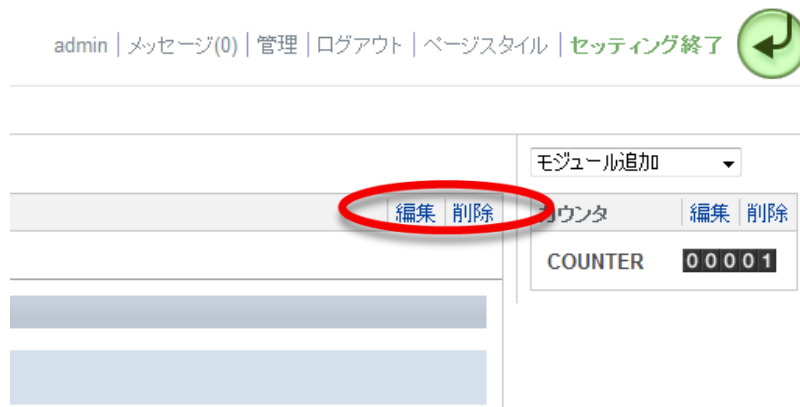 admin | メッセージ(0) | 管理 | ログアウト | ページスタイル | セッティング終了
モジュール追加
編集 | 削除
カウンタ | 編集 | 削除
COUNTER 00001